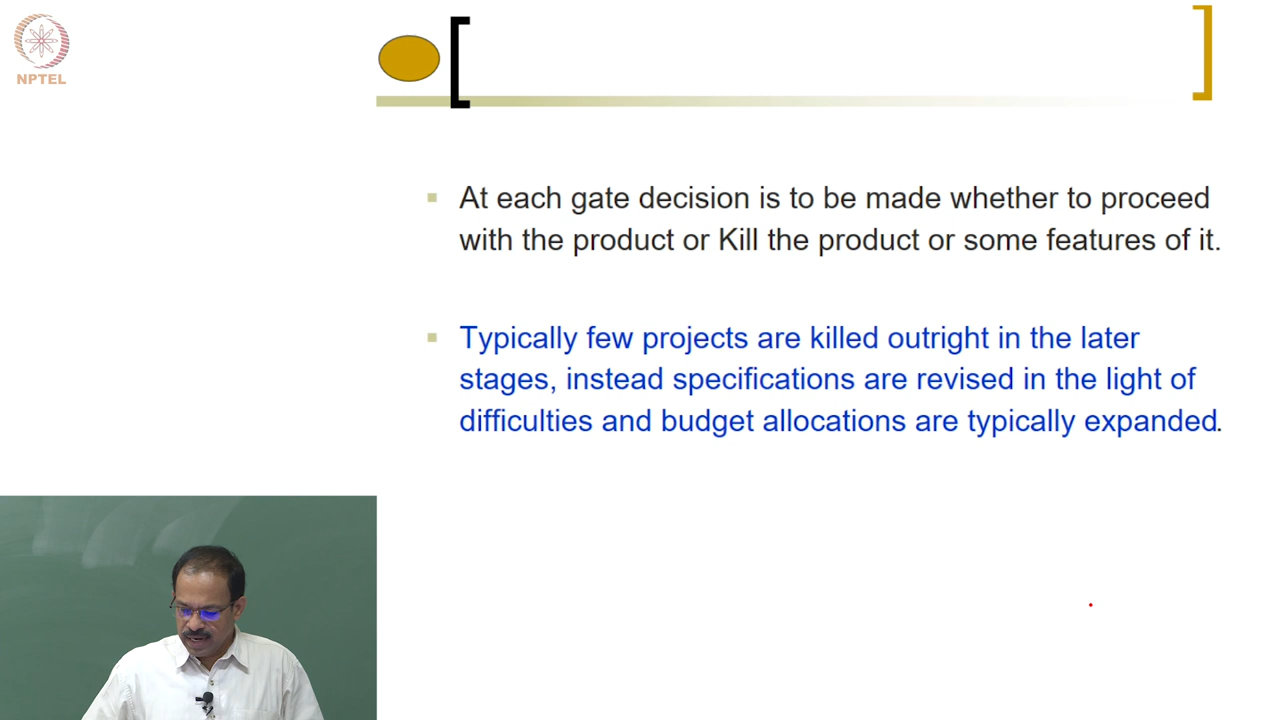 NPTEL
At each gate decision is to be made whether to proceed
with the product or Kill the product or some features of it.
Typically few projects are killed outright in the later
stages, instead specifications are revised in the light of
difficulties and budget allocations are typically expanded.